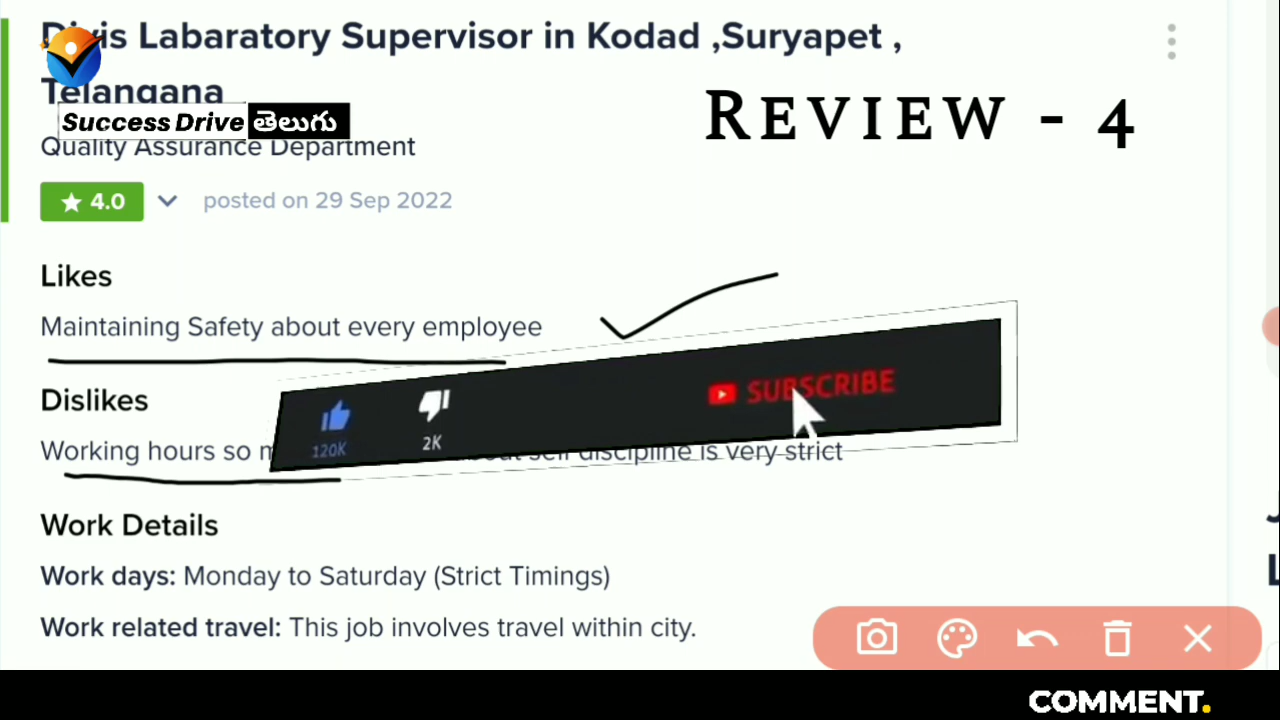 Divis Labaratory Supervisor in Kodad ,Suryapet ,
Telangana
Success Drive తెలుగు
REVIEW - 4
Quality Assurance Department
4.0 posted on 29 Sep 2022
Likes
Maintaining Safety about every employee
120K 2K SUBSCRIBE
Dislikes
Working hours so self discipline is very strict
Work Details
Work days: Monday to Saturday (Strict Timings)
Work related travel: This job involves travel within city.
COMMENT.